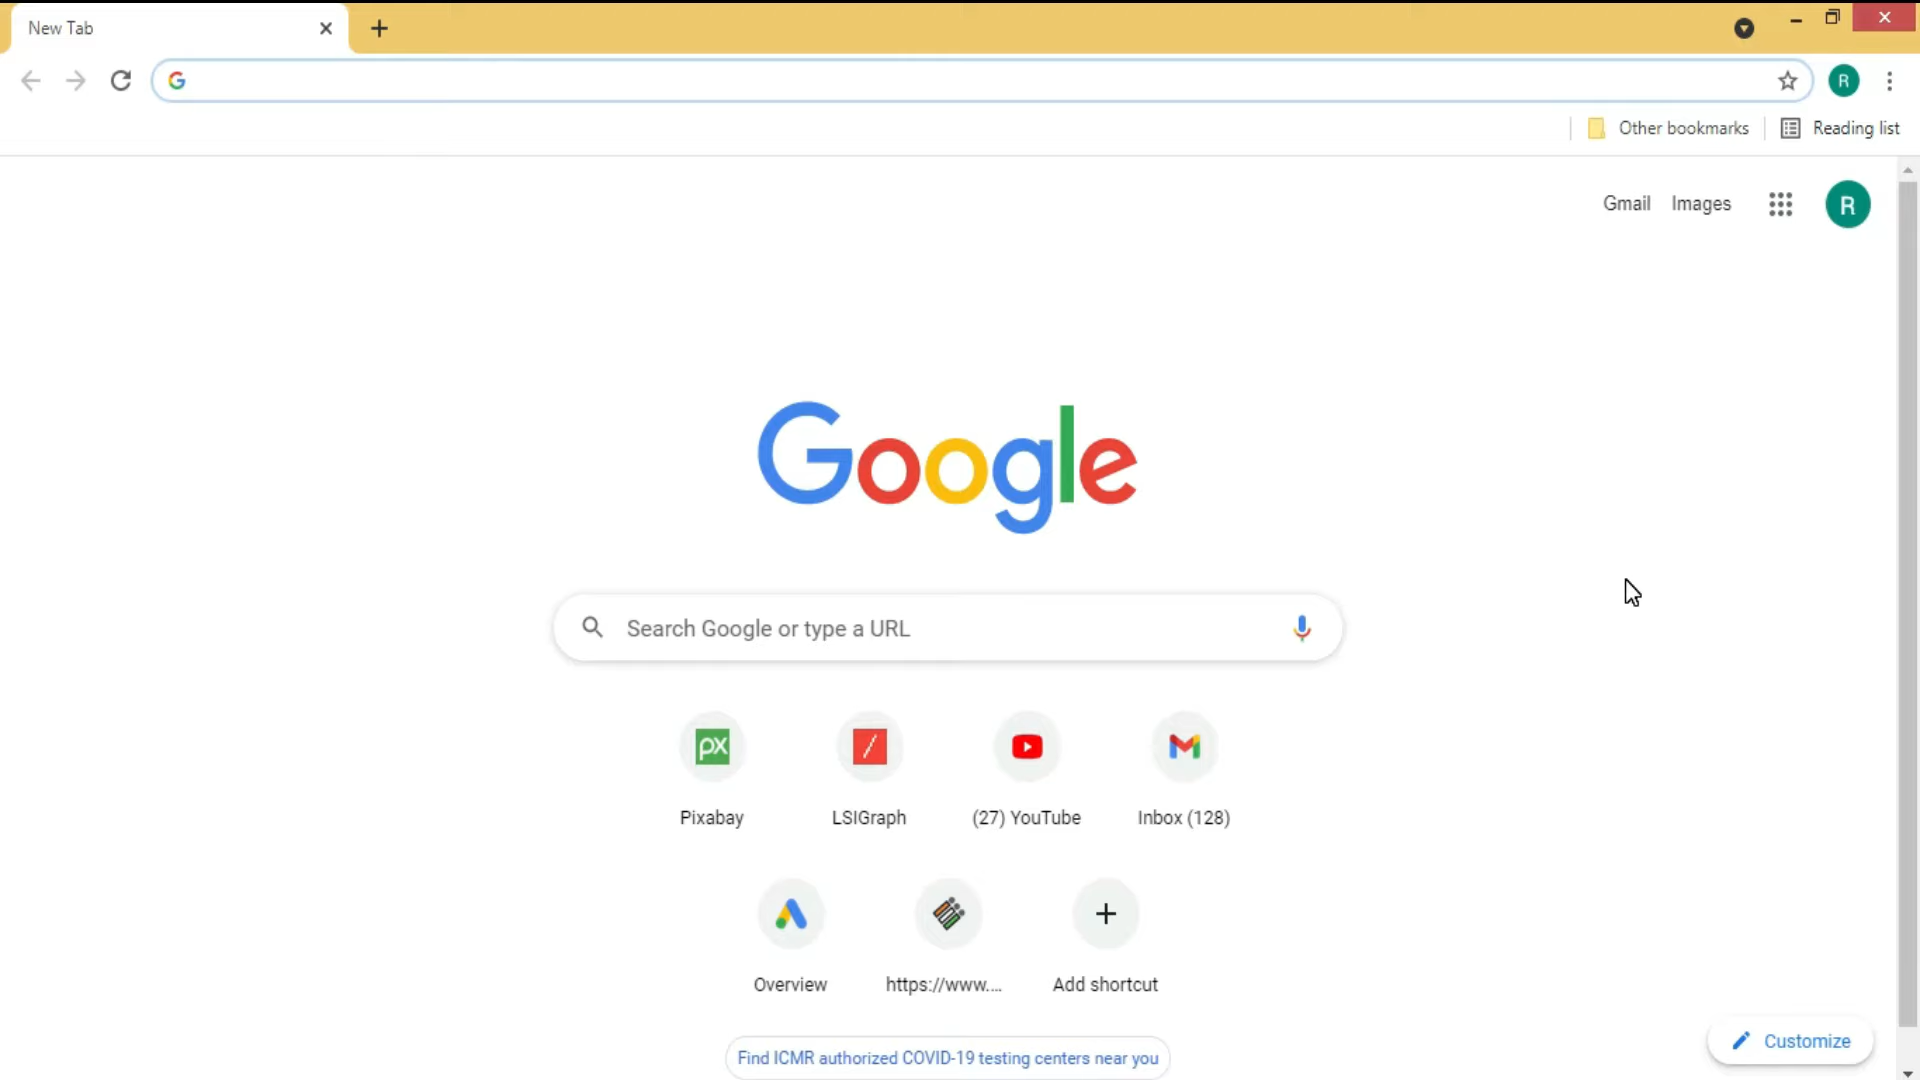 New Tab
Other bookmarks
Reading list
Gmail
Images
R
R
Google
Search Google or type a URL
px
Pixabay
LSIGraph
(27) YouTube
Inbox (128)
Overview
https://www....
Add shortcut
Find ICMR authorized COVID-19 testing centers near you
Customize